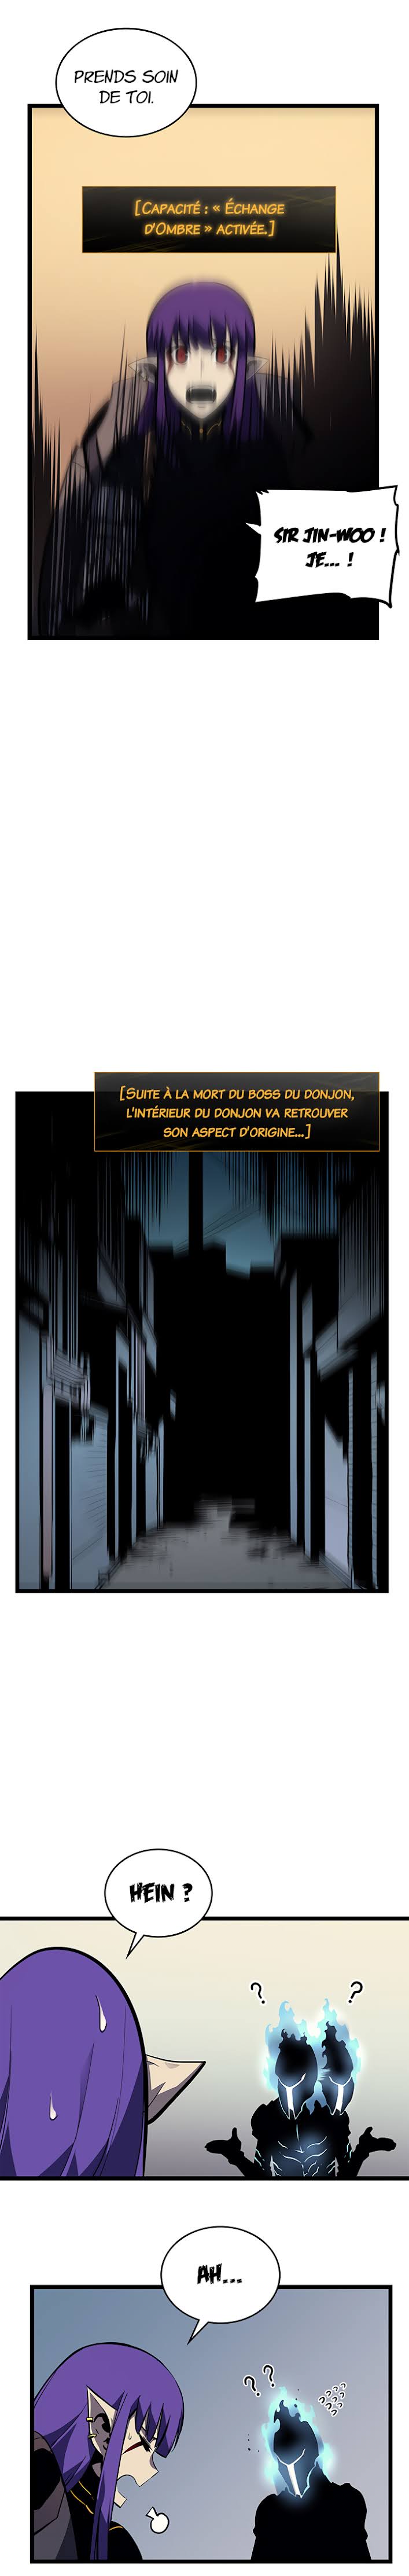 PRENDS SOIN
DE TOI.
[CAPACITÉ : « ÉCHANGE
D'OMBRE » ACTIVÉE.]
SIR JIN-WOO !
JE... !
[SUITE À LA MORT DU BOSS DU DONJON,
L'INTÉRIEUR DU DONJON VA RETROUVER
SON ASPECT D'ORIGINE...]
HEIN ?
? ?
AH...
? ?
? ? ? ? ? ? ? ?